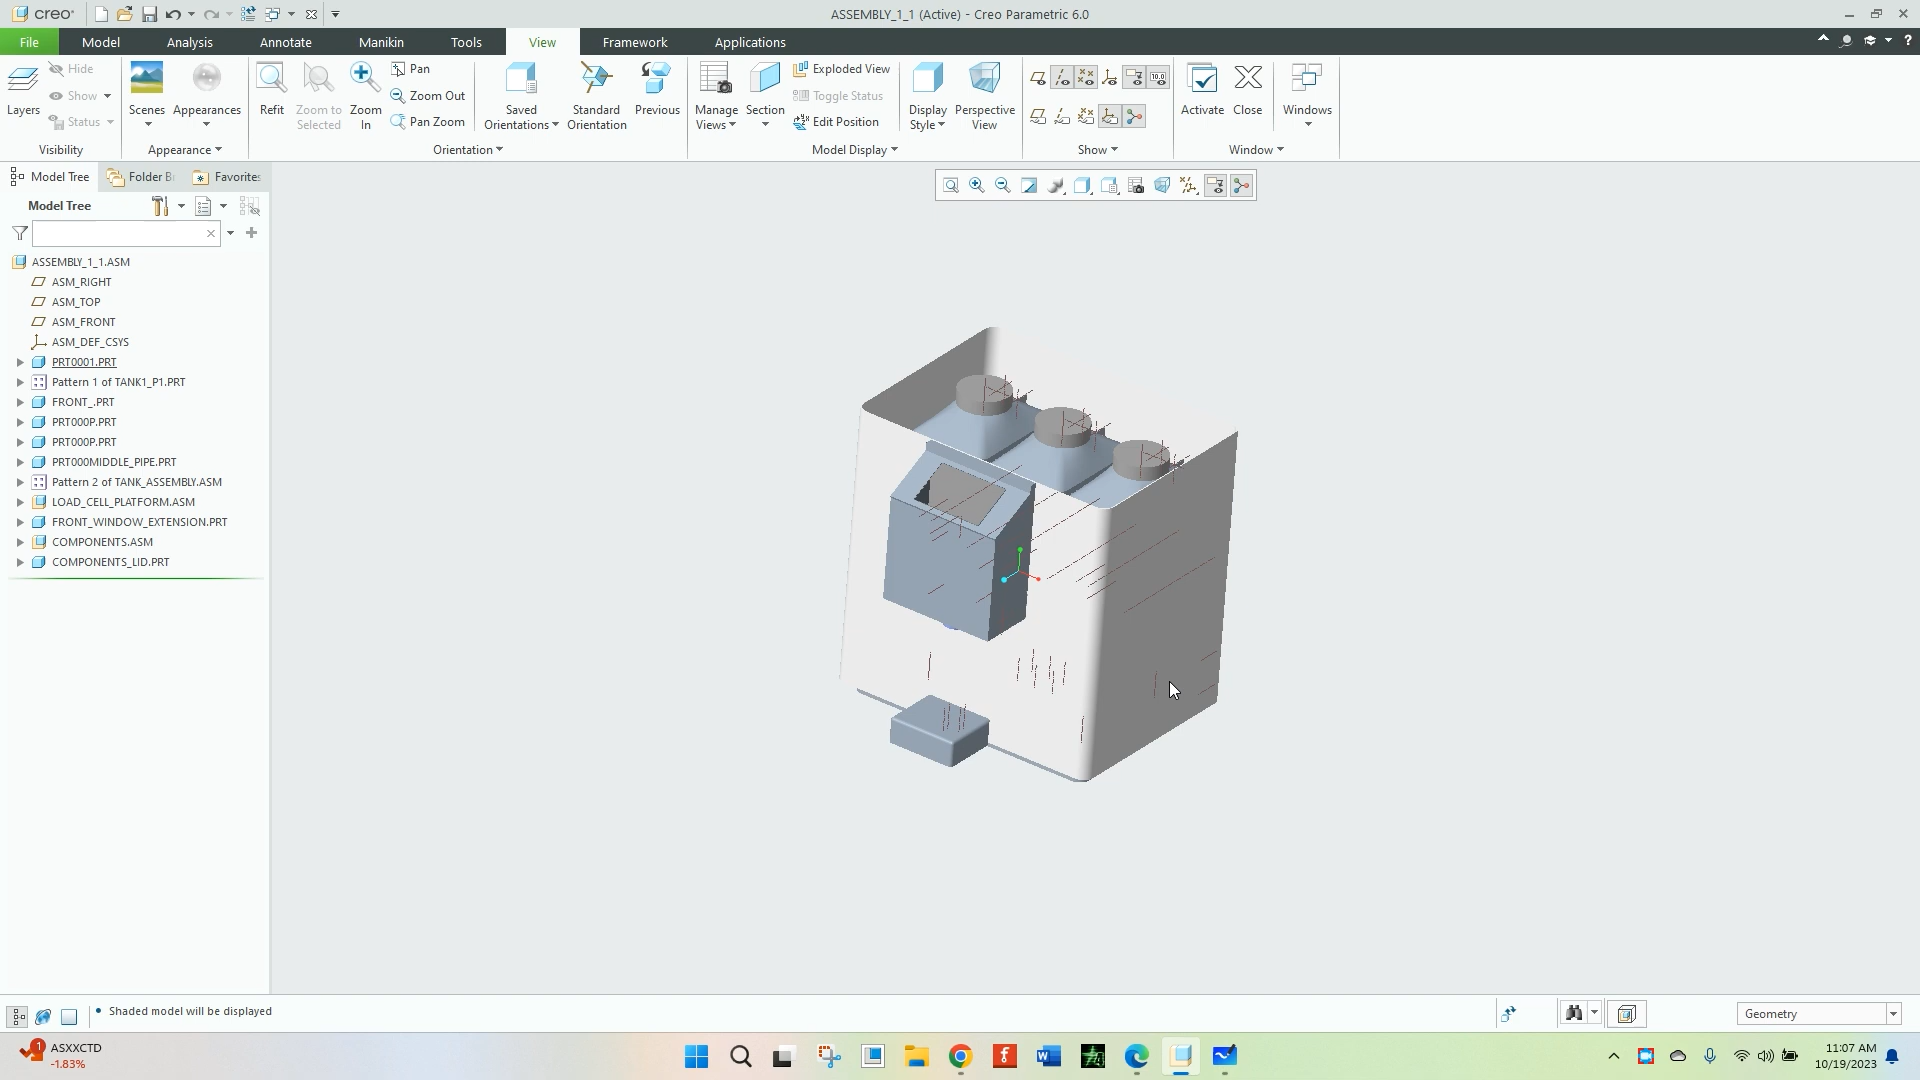 creo
ASSEMBLY_1_1 (Active) - Creo Parametric 6.0
File Model Analysis Annotate Manikin Tools View Framework Applications
Layers
Hide
Show
Status
Visibility
Scenes
Appearances
Appearance
Refit
Zoom to
Selected
Zoom
In
Pan
Zoom Out
Pan Zoom
Saved
Orientations
Standard
Orientation
Previous
Orientation
Manage
Views
Section
Exploded View
Toggle Status
Edit Position
Display
Style
Perspective
View
Model Display
10.0
Show
Activate
Close
Windows
Window
Model Tree
Folder B
Favorites
Model Tree
ASSEMBLY_1_1.ASM
ASM_RIGHT
ASM_TOP
ASM_FRONT
ASM_DEF_CSYS
PRT0001.PRT
Pattern 1 of TANK1_P1.PRT
FRONT_.PRT
PRT000P.PRT
PRT000P.PRT
PRT000MIDDLE_PIPE.PRT
Pattern 2 of TANK_ASSEMBLY.ASM
LOAD_CELL_PLATFORM.ASM
FRONT_WINDOW_EXTENSION.PRT
COMPONENTS.ASM
COMPONENTS_LID.PRT
• Shaded model will be displayed
Geometry
1
ASXXCTD
-1.83%
11:07 AM
10/19/2023